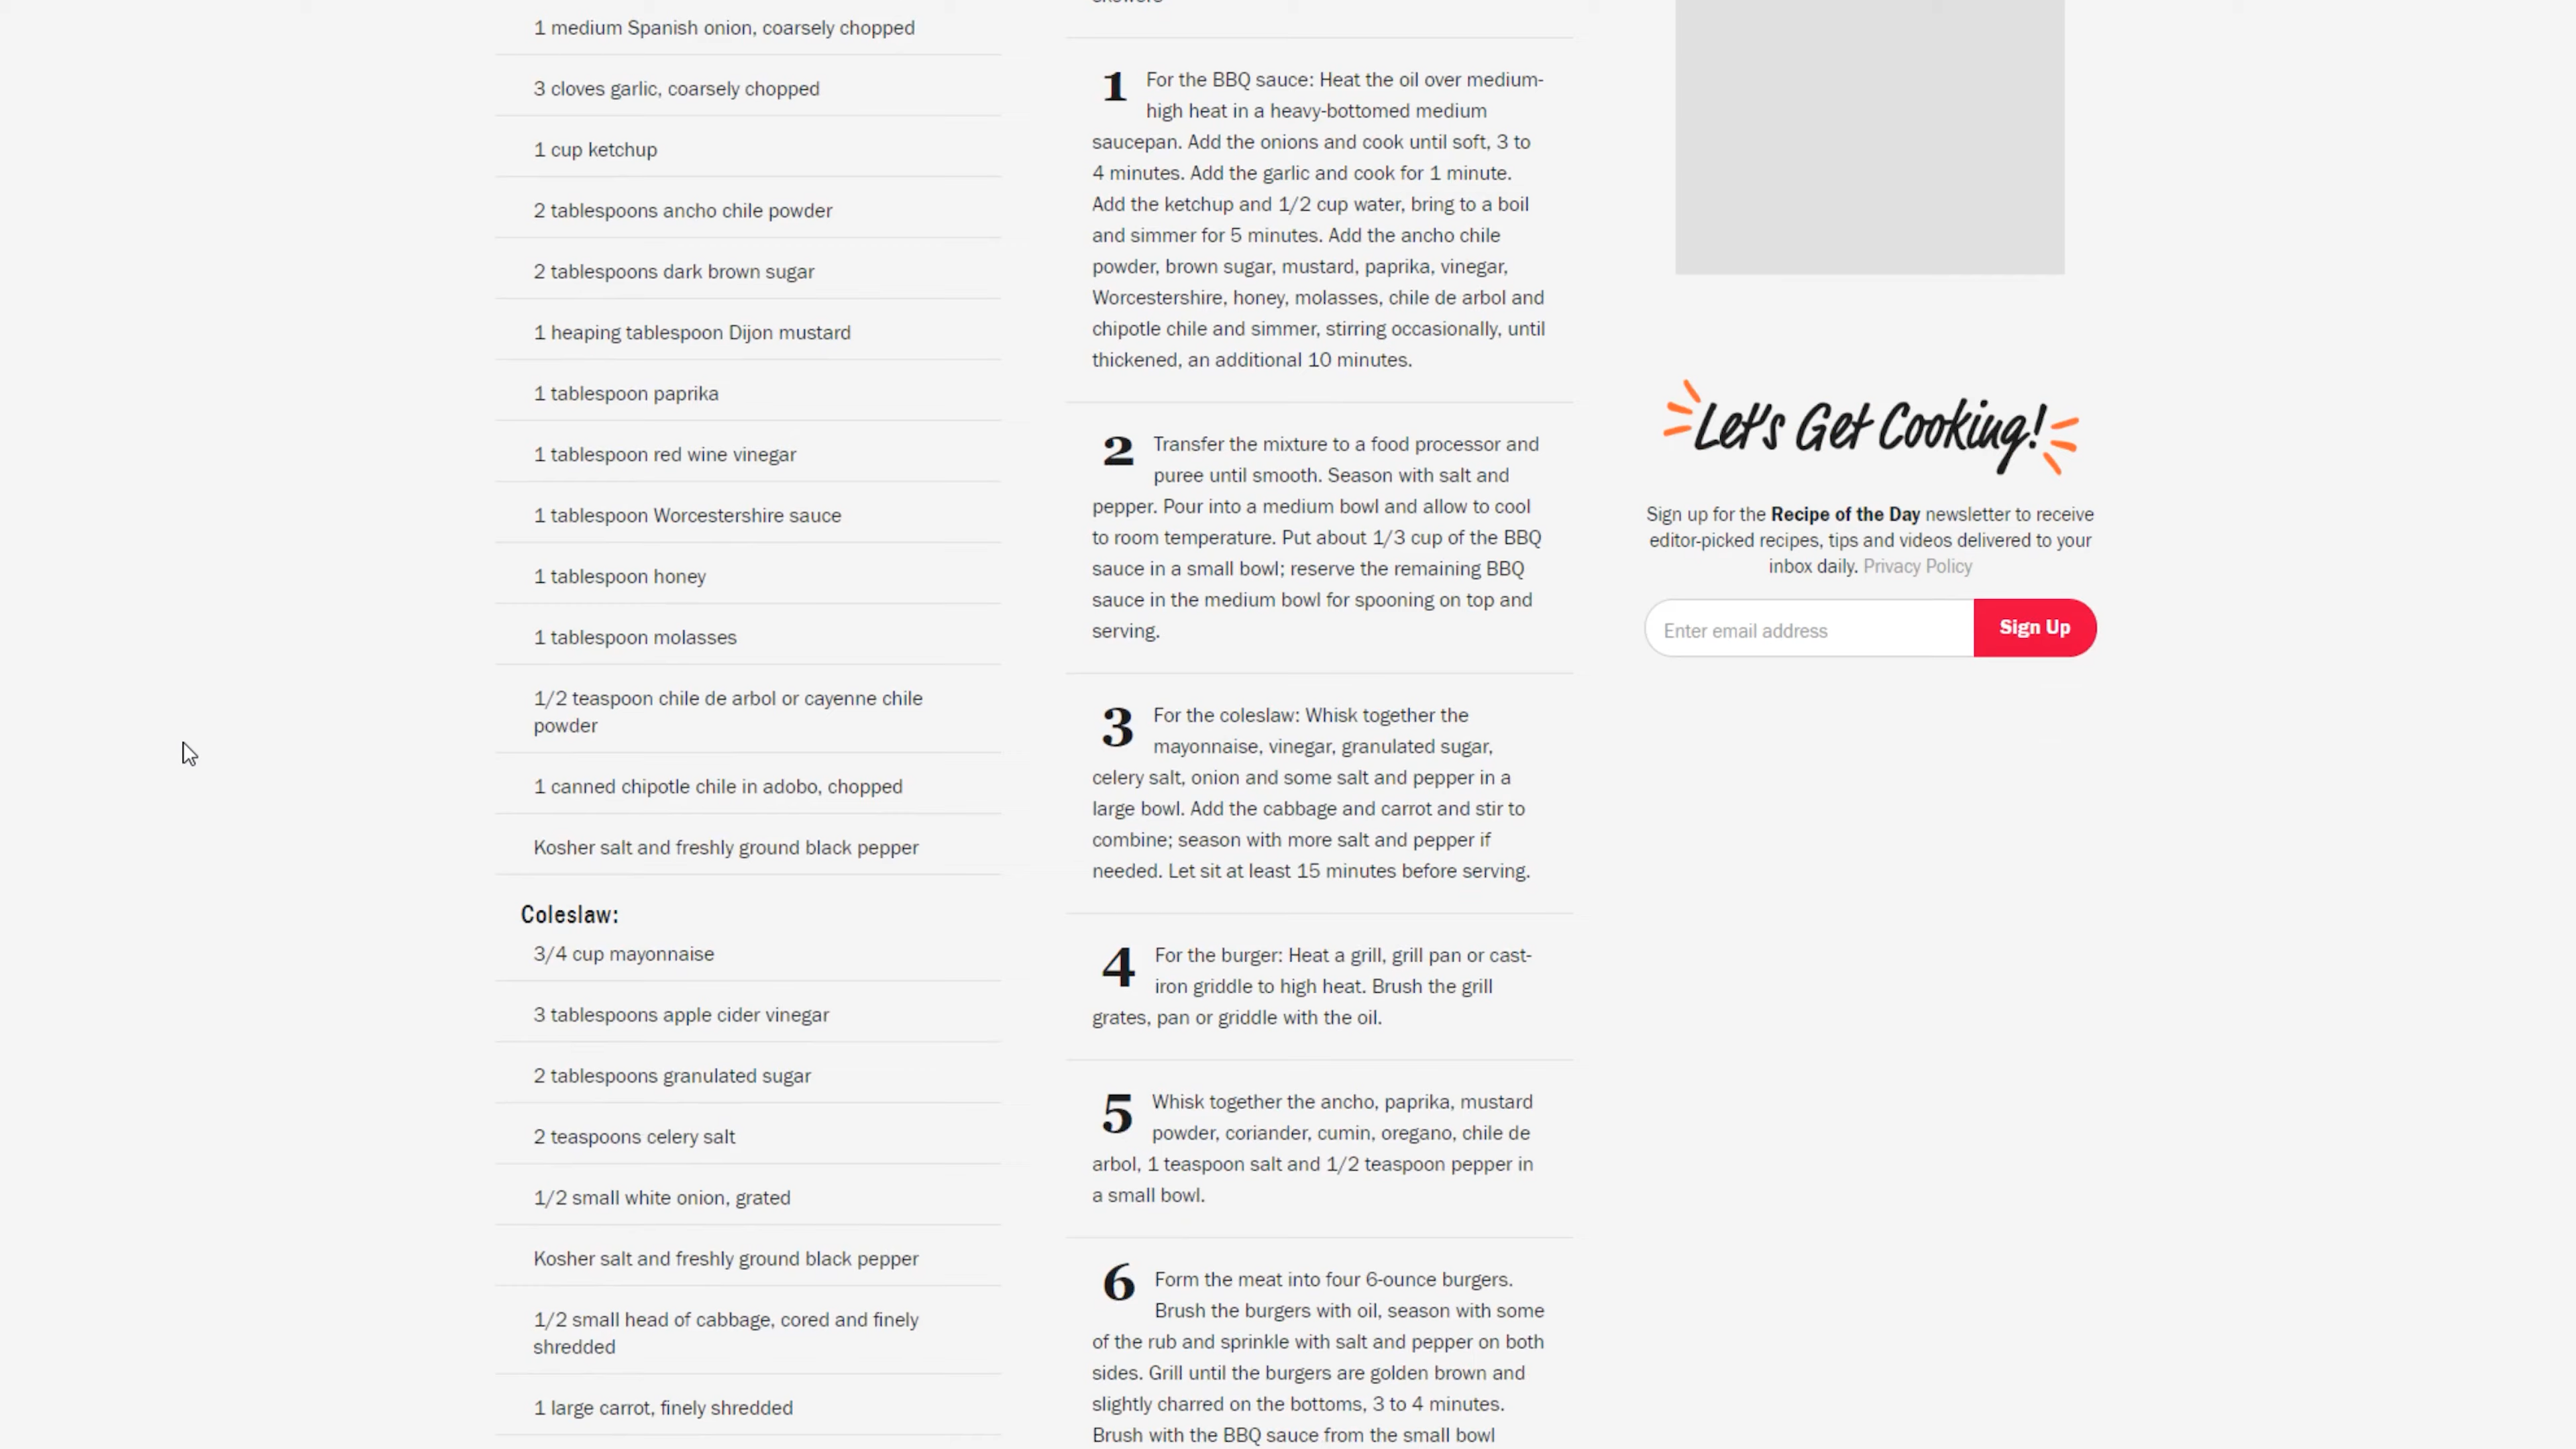 1 medium Spanish onion, coarsely chopped
3 cloves garlic, coarsely chopped
1 cup ketchup
2 tablespoons ancho chile powder
2 tablespoons dark brown sugar
1 heaping tablespoon Dijon mustard
1 tablespoon paprika
1 tablespoon red wine vinegar
1 tablespoon Worcestershire sauce
1 tablespoon honey
1 tablespoon molasses
1/2 teaspoon chile de arbol or cayenne chile
powder
1 canned chipotle chile in adobo, chopped
Kosher salt and freshly ground black pepper
Coleslaw:
3/4 cup mayonnaise
3 tablespoons apple cider vinegar
2 tablespoons granulated sugar
2 teaspoons celery salt
1/2 small white onion, grated
Kosher salt and freshly ground black pepper
1/2 small head of cabbage, cored and finely
shredded
1 large carrot, finely shredded
1 For the BBQ sauce: Heat the oil over medium-
high heat in a heavy-bottomed medium
saucepan. Add the onions and cook until soft, 3 to
4 minutes. Add the garlic and cook for 1 minute.
Add the ketchup and 1/2 cup water, bring to a boil
and simmer for 5 minutes. Add the ancho chile
powder, brown sugar, mustard, paprika, vinegar,
Worcestershire, honey, molasses, chile de arbol and
chipotle chile and simmer, stirring occasionally, until
thickened, an additional 10 minutes.
2 Transfer the mixture to a food processor and
puree until smooth. Season with salt and
pepper. Pour into a medium bowl and allow to cool
to room temperature. Put about 1/3 cup of the BBQ
sauce in a small bowl; reserve the remaining BBQ
sauce in the medium bowl for spooning on top and
serving.
3 For the coleslaw: Whisk together the
mayonnaise, vinegar, granulated sugar,
celery salt, onion and some salt and pepper in a
large bowl. Add the cabbage and carrot and stir to
combine; season with more salt and pepper if
needed. Let sit at least 15 minutes before serving.
4 For the burger: Heat a grill, grill pan or cast-
iron griddle to high heat. Brush the grill
grates, pan or griddle with the oil.
5 Whisk together the ancho, paprika, mustard
powder, coriander, cumin, oregano, chile de
arbol, 1 teaspoon salt and 1/2 teaspoon pepper in
a small bowl.
6 Form the meat into four 6-ounce burgers.
Brush the burgers with oil, season with some
of the rub and sprinkle with salt and pepper on both
sides. Grill until the burgers are golden brown and
slightly charred on the bottoms, 3 to 4 minutes.
Brush with the BBQ sauce from the small bowl
Let's Get Cooking!
Sign up for the Recipe of the Day newsletter to receive
editor-picked recipes, tips and videos delivered to your
inbox daily. Privacy Policy
Enter email address
Sign Up